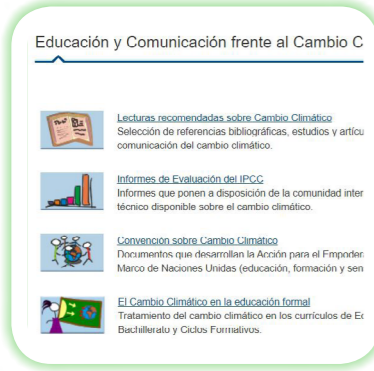 Educación y Comunicación frente al Cambio C
Lecturas recomendadas sobre Cambio Climático
Selección de referencias bibliográficas, estudios y artícu
comunicación del cambio climático.
Informes de Evaluación del IPCC
Informes que ponen a disposición de la comunidad inter
técnico disponible sobre el cambio climático.
Convención sobre Cambio Climático
Documentos que desarrollan la Acción para el Empodera
Marco de Naciones Unidas (educación, formación y sen
El Cambio Climático en la educación formal
Tratamiento del cambio climático en los currículos de Ec
Bachillerato y Ciclos Formativos.